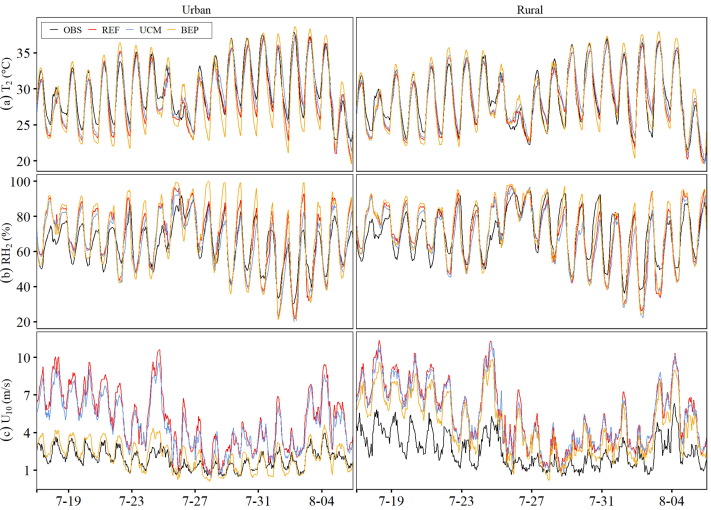 Urban Rural
OBS REF UCM BEP
(a) T₂ (°C)
35
30
25
20
(b) RH₂ (%)
100
80
60
40
20
(c) U₁₀ (m/s)
10
7
4
1
7-19 7-23 7-27 7-31 8-04 7-19 7-23 7-27 7-31 8-04